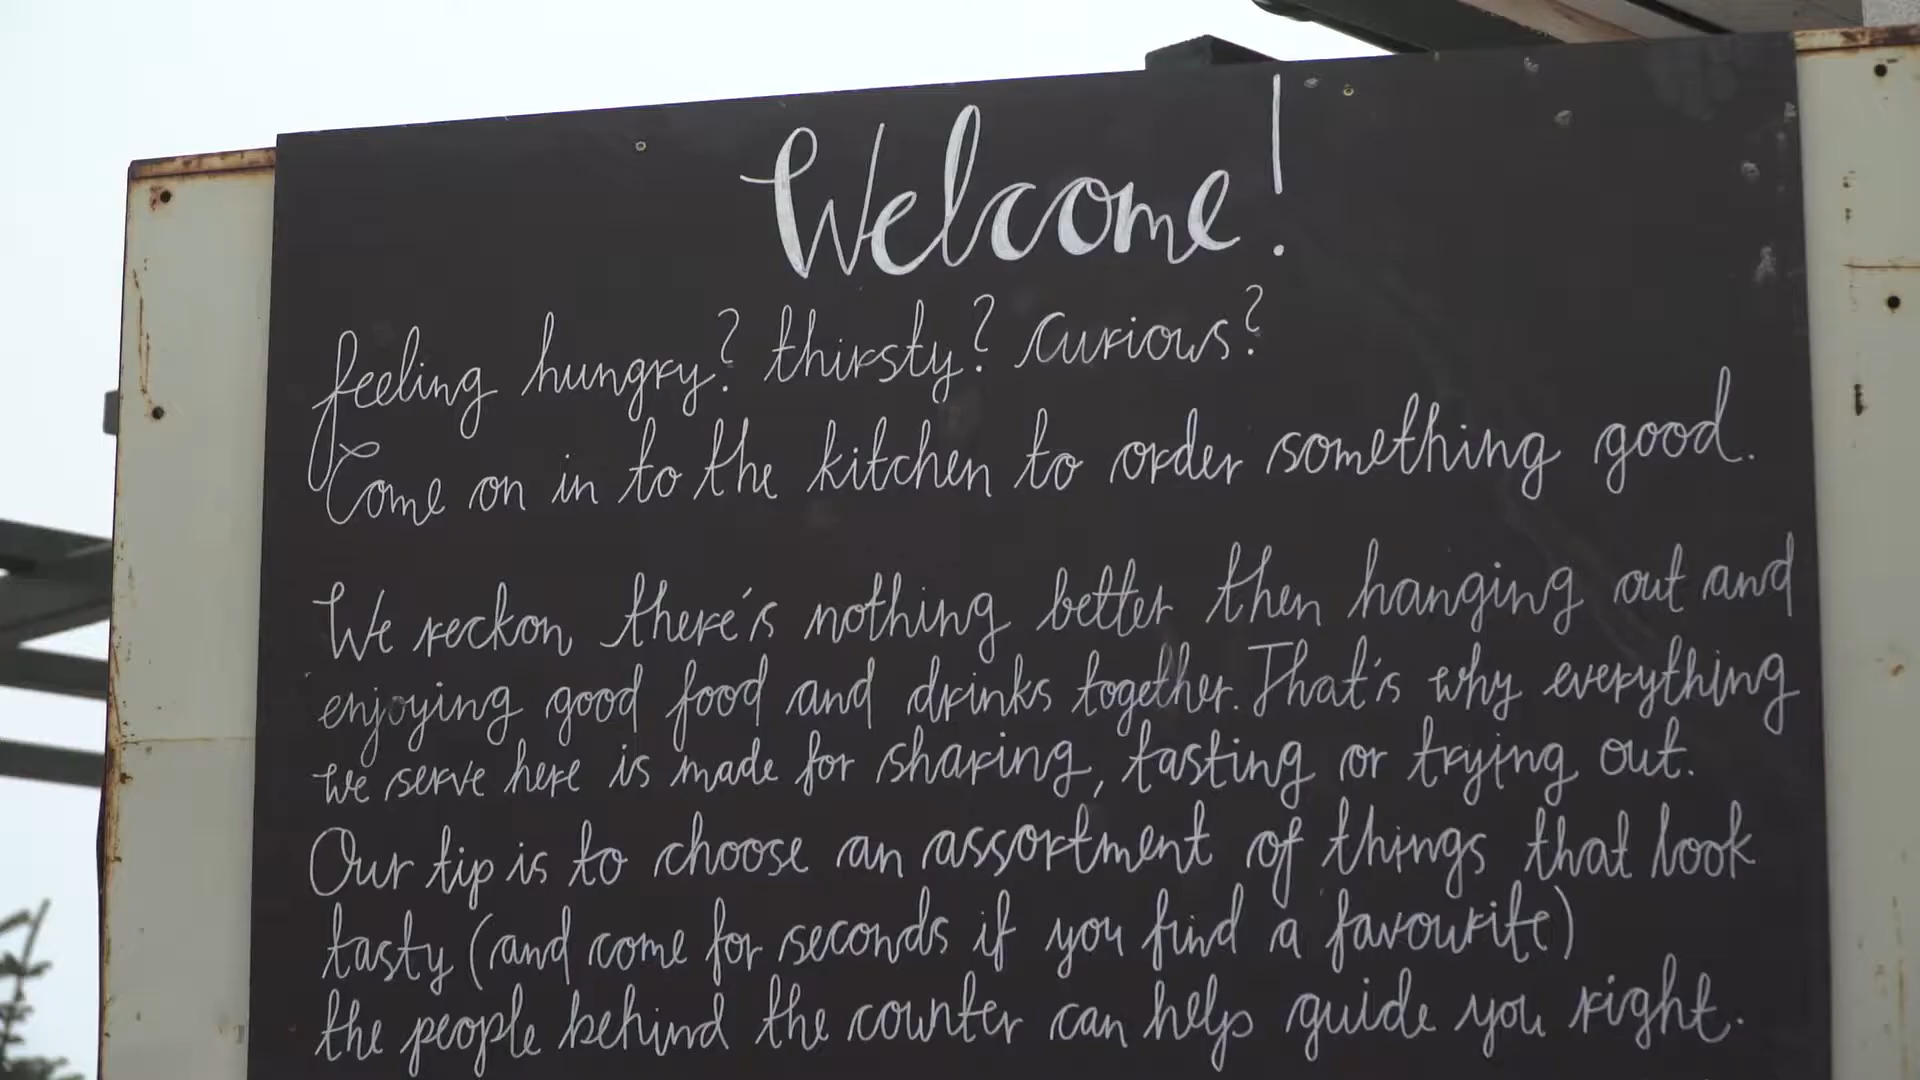 Welcome!
feeling hungry? thirsty? curious?
Come on in to the kitchen to order something good.
We reckon there's nothing better then hanging out and
enjoying good food and drinks together. That's why everything
we serve here is made for sharing, tasting or trying out.
Our tip is to choose an assortment of things that look
tasty (and come for seconds if you find a favourite)
the people behind the counter can help guide you right.